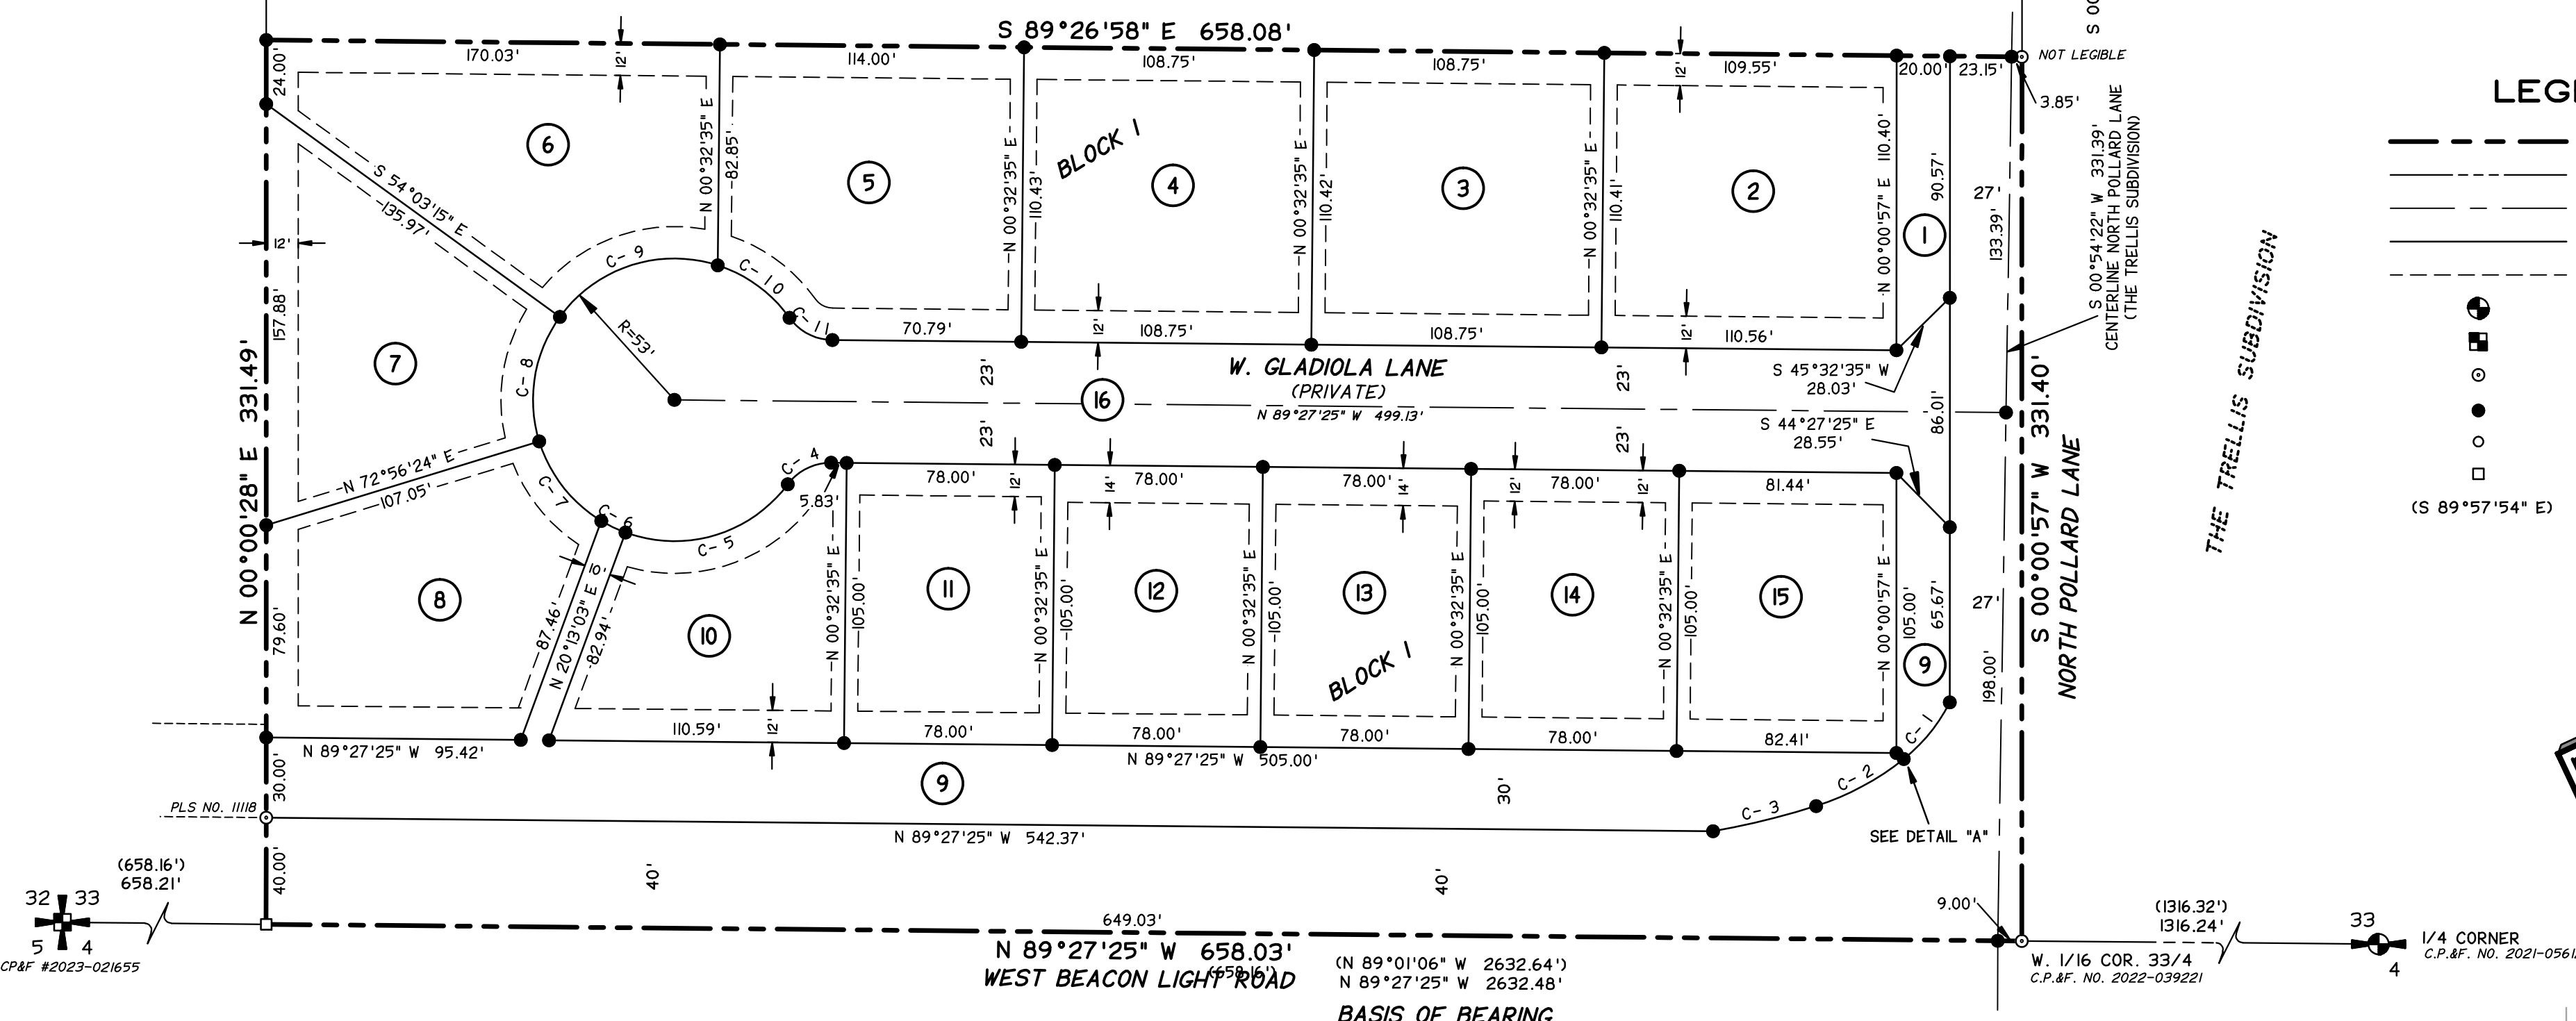 S 89°26'58" E 658.08'
S 00
24.00'
170.03'
12'
114.00'
108.75'
108.75'
12'
109.55'
20.00'
23.15'
NOT LEGIBLE
3.85'
LEG
6
N 00°32'35" E
82.85'
5
N 00°32'35" E
110.43'
BLOCK 1
4
N 00°32'35" E
110.42'
3
N 00°32'35" E
110.41'
2
N 00°00'57" E 110.40'
90.57'
1
27'
133.39'
S 00°54'22" W 331.39'
CENTERLINE NORTH POLLARD LANE
(THE TRELLIS SUBDIVISION)
THE TRELLIS SUBDIVISION
S 54°03'15" E
135.97'
12'
C-9
C-10
C-11
R=53'
157.88'
7
C-8
70.79'
12'
108.75'
108.75'
12'
110.56'
W. GLADIOLA LANE
(PRIVATE)
23'
23'
16
N 89°27'25" W 499.13'
23'
23'
S 45°32'35" W
28.03'
86.01'
S 44°27'25" E
28.55'
N 00°00'28" E 331.49'
S 00°00'57" W 331.40'
NORTH POLLARD LANE
N 72°56'24" E
107.05'
C-7
C-6
C-5
C-4
5.83'
78.00'
12'
14'
78.00'
78.00'
14'
12'
78.00'
12'
81.44'
(S 89°57'54" E)
8
79.60'
87.46'
N 20°13'03" E
10'
82.94'
10
N 00°32'35" E
105.00'
11
N 00°32'35" E
105.00'
12
N 00°32'35" E
105.00'
13
BLOCK 1
N 00°32'35" E
105.00'
14
N 00°32'35" E
105.00'
15
N 00°00'57" E
105.00'
65.67'
27'
9
198.00'
N 89°27'25" W 95.42'
110.59'
12'
78.00'
78.00'
78.00'
78.00'
82.41'
C-1
N 89°27'25" W 505.00'
30.00'
9
30'
C-2
C-3
PLS NO. 11118
SEE DETAIL "A"
N 89°27'25" W 542.37'
40.00'
40'
40'
(658.16')
658.21'
32 33
5 4
CP&F #2023-021655
649.03'
9.00'
N 89°27'25" W 658.03'
(658.16')
WEST BEACON LIGHT ROAD
(N 89°01'06" W 2632.64')
N 89°27'25" W 2632.48'
BASIS OF BEARING
(1316.32')
1316.24'
W. 1/16 COR. 33/4
C.P.&F. NO. 2022-039221
33
4
1/4 CORNER
C.P.&F. NO. 2021-0561